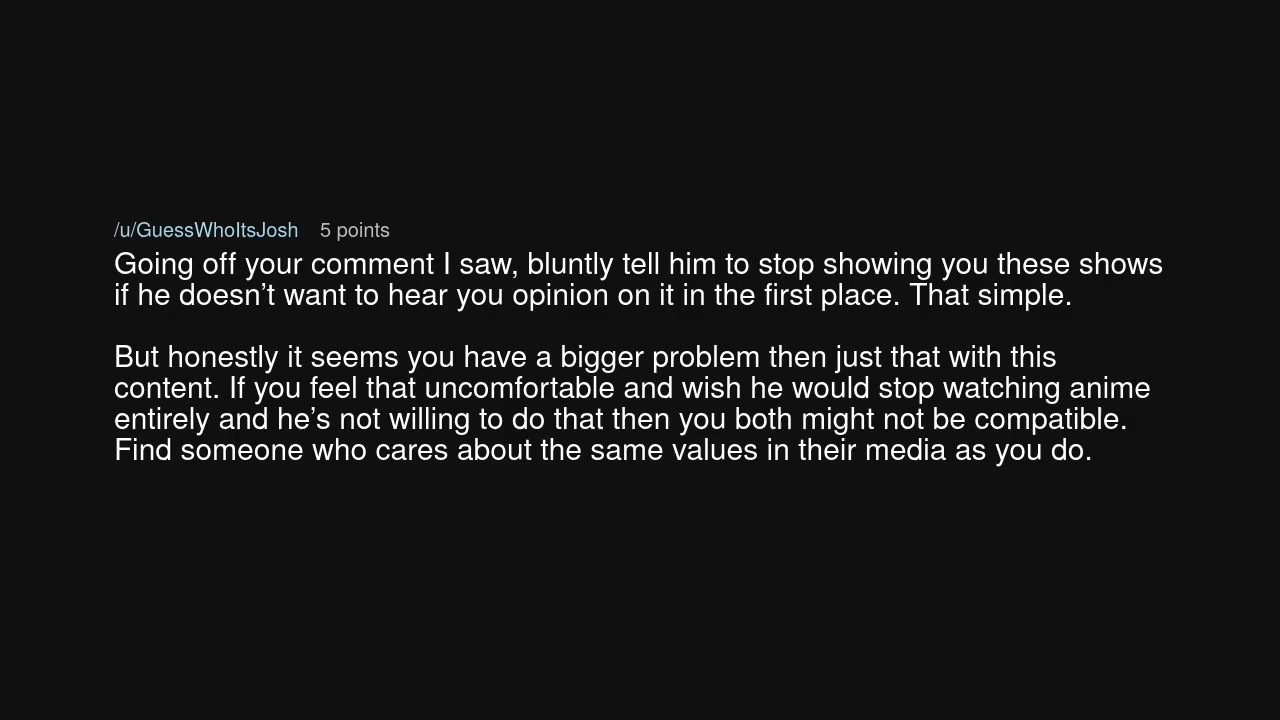 /u/GuessWhoItsJosh 5 points
Going off your comment I saw, bluntly tell him to stop showing you these shows
if he doesn’t want to hear you opinion on it in the first place. That simple.
But honestly it seems you have a bigger problem then just that with this
content. If you feel that uncomfortable and wish he would stop watching anime
entirely and he’s not willing to do that then you both might not be compatible.
Find someone who cares about the same values in their media as you do.